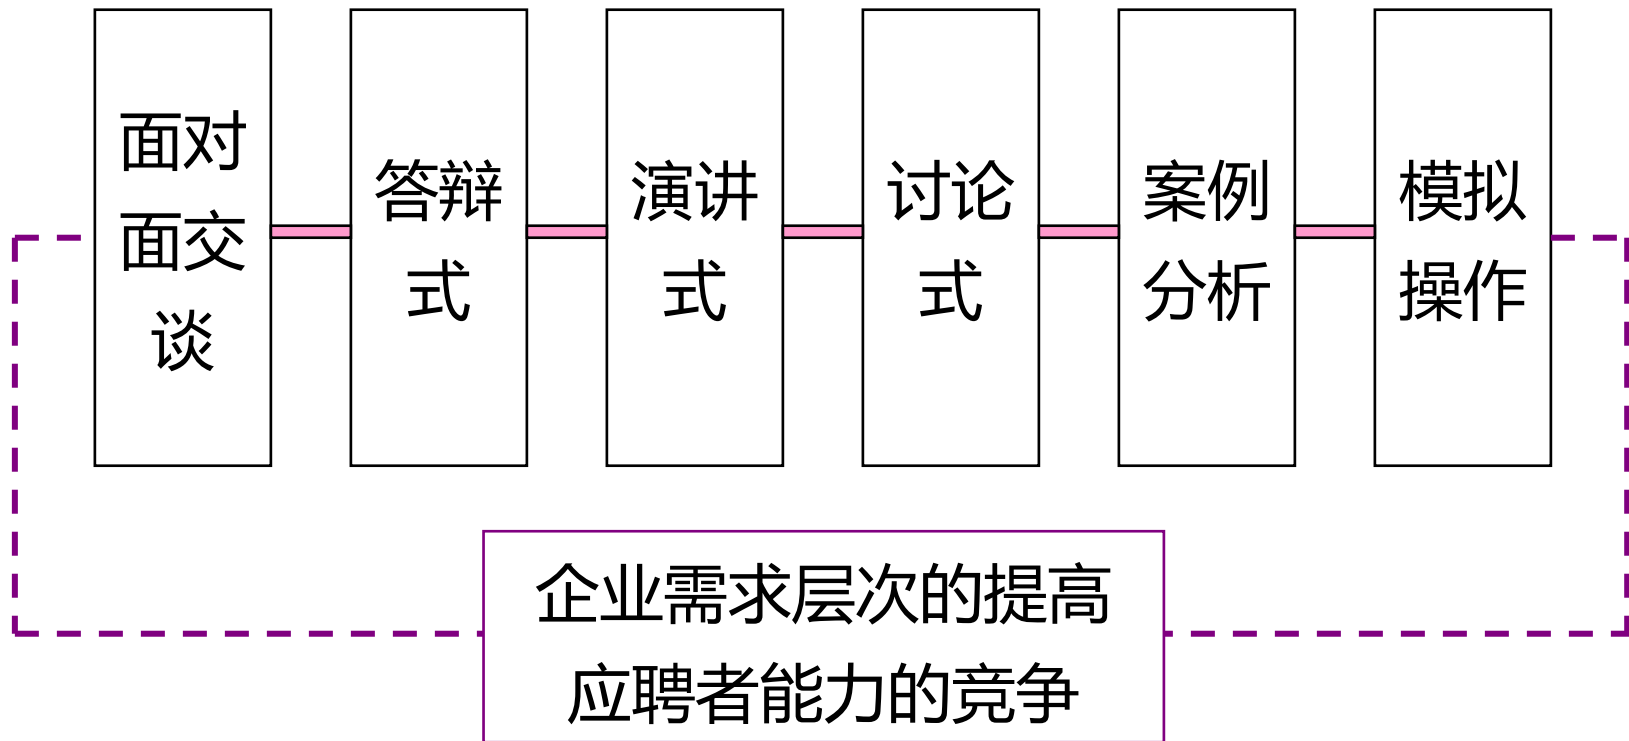 面对
面交
谈
答辩
式
演讲
式
讨论
式
案例
分析
模拟
操作
企业需求层次的提高
应聘者能力的竞争